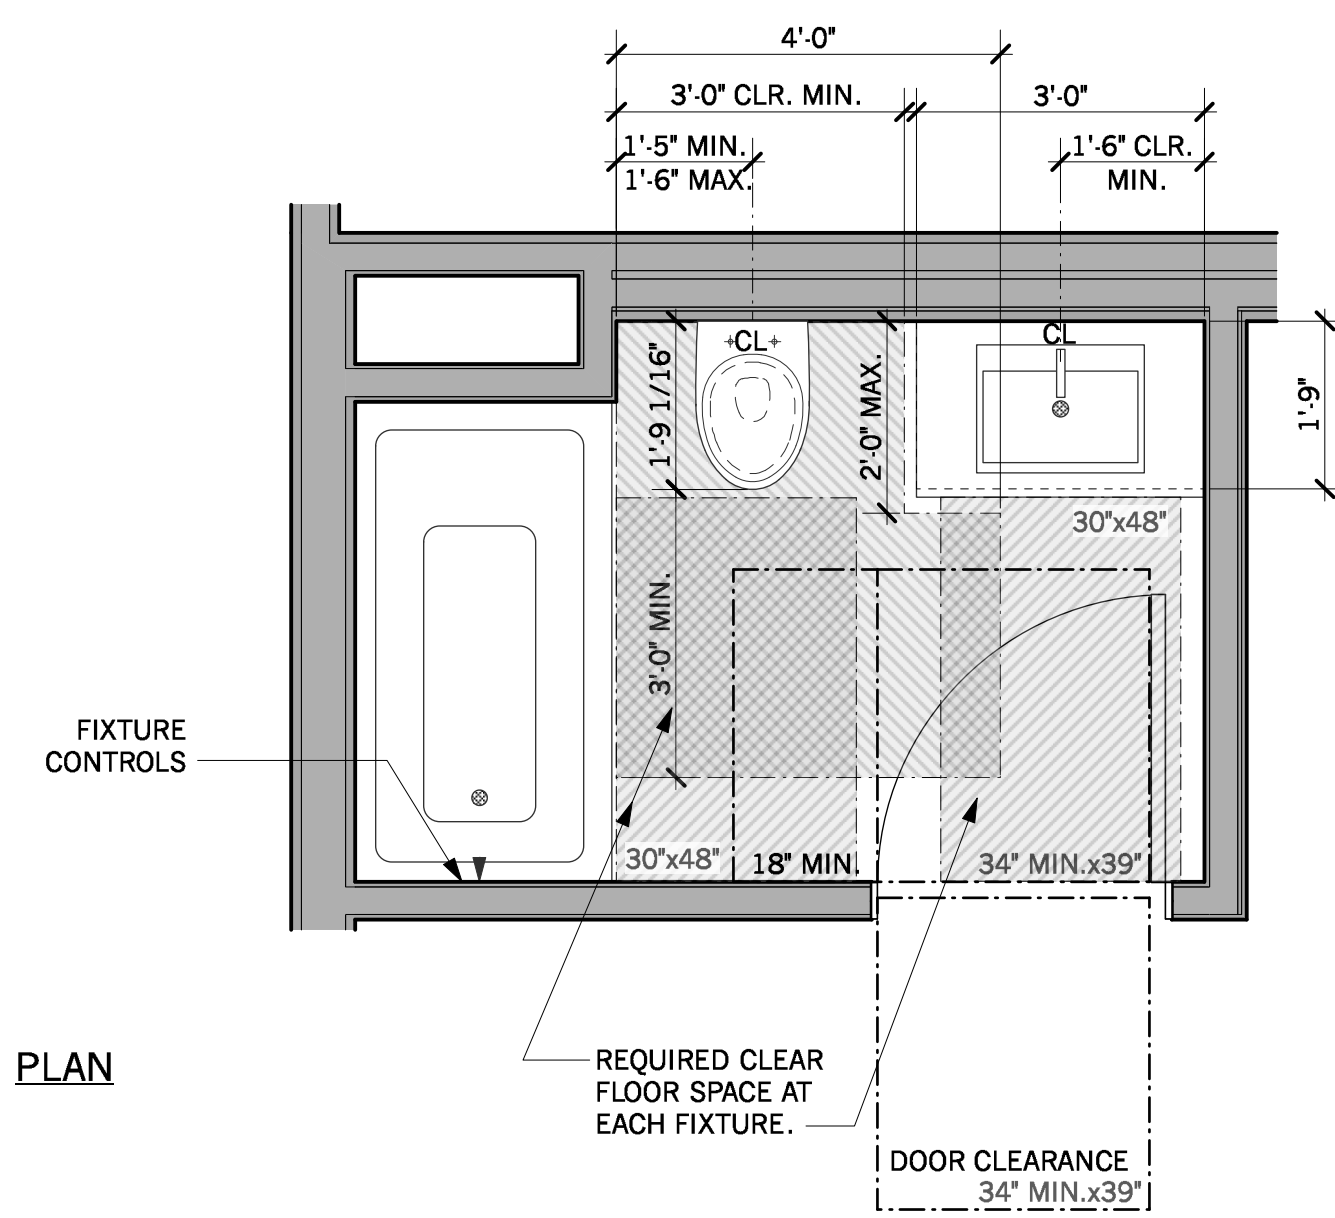 4'-0"
3'-0" CLR. MIN.
3'-0"
1'-5" MIN.
1'-6" MAX.
1'-6" CLR.
MIN.
CL
CL
1'-9 1/16"
2'-0" MAX.
1'-9"
30"x48"
3'-0" MIN.
FIXTURE
CONTROLS
30"x48"
18" MIN.
34" MIN.x39"
PLAN
REQUIRED CLEAR
FLOOR SPACE AT
EACH FIXTURE.
DOOR CLEARANCE
34" MIN.x39"